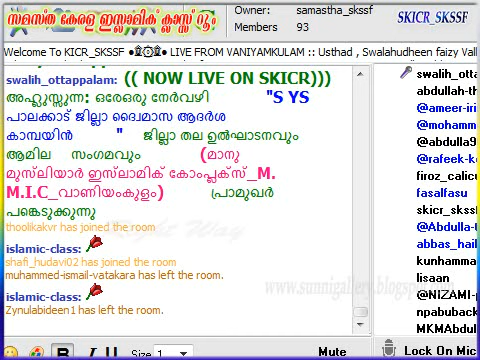 സമസ്ത കേരള ഇസ്ലാമിക് ക്ലാസ്സ് റൂം
Owner: samastha_skssf
Members 93
SKICR_SKSSF
Welcome To KICR_SKSSF ●۩۞۩● LIVE FROM VANIYAMKULAM :: Usthad , Swalahudheen faizy Vall
swalih_ottappalam: (( NOW LIVE ON SKICR)))
അഹ്ലുസ്സുന്ന: ഒരേഒരു നേർവഴി "S YS
പാലക്കാട് ജില്ലാ ദ്വൈമാസ ആദർശ
കാമ്പയിൻ " ജില്ലാ തല ഉൽഘാടനവും
ആമില സംഗമവും (മാനു
മുസ്ലിയാർ ഇസ്ലാമിക് കോംപ്ലക്സ്_M.
M.I.C_വാണിയംകുളം) പ്രാമുഖർ
പങ്കെടുക്കുന്നു
thoolikakvr has joined the room
islamic-class:
shafi_hudavi02 has joined the room
muhammed-ismail-vatakara has left the room.
islamic-class:
Zynulabideen1 has left the room.
Right Way
www.sunnigallery.blogspot.
swalih_otta
abdullah-th
@ameer-iri
@mohamm
@abdulla9
@rafeek-k
firoz_calicu
fasalfasu
skicr_skssf
@Abdulla-
abbas_hail
kunhamma
lisaan
@NIZAMI-p
npabuback
MKMAbdul
B I U Size 1
Mute
Lock On Mic